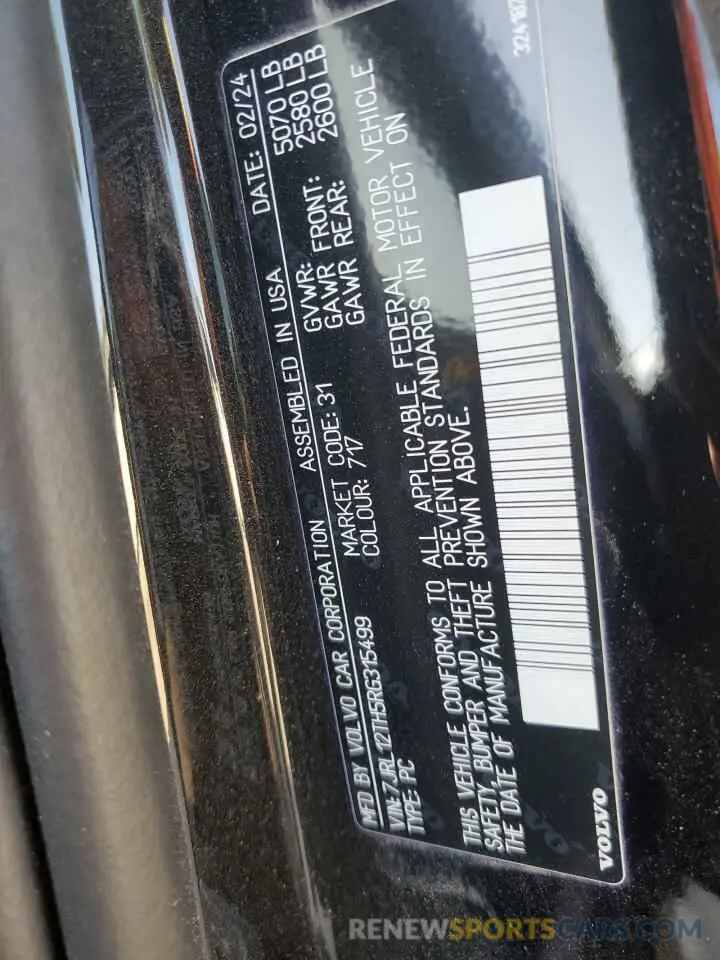 MFD BY VOLVO CAR CORPORATION ASSEMBLED IN USA DATE: 02/24
VIN: 7JRL12TH5RG315499 MARKET CODE: 31 GVWR: 5070 LB
TYPE: PC COLOUR: 717 GAWR FRONT: 2580 LB
GAWR REAR: 2600 LB
THIS VEHICLE CONFORMS TO ALL APPLICABLE FEDERAL MOTOR VEHICLE
SAFETY, BUMPER AND THEFT PREVENTION STANDARDS IN EFFECT ON
THE DATE OF MANUFACTURE SHOWN ABOVE.
VOLVO
RENEWSPORTSCARS.COM